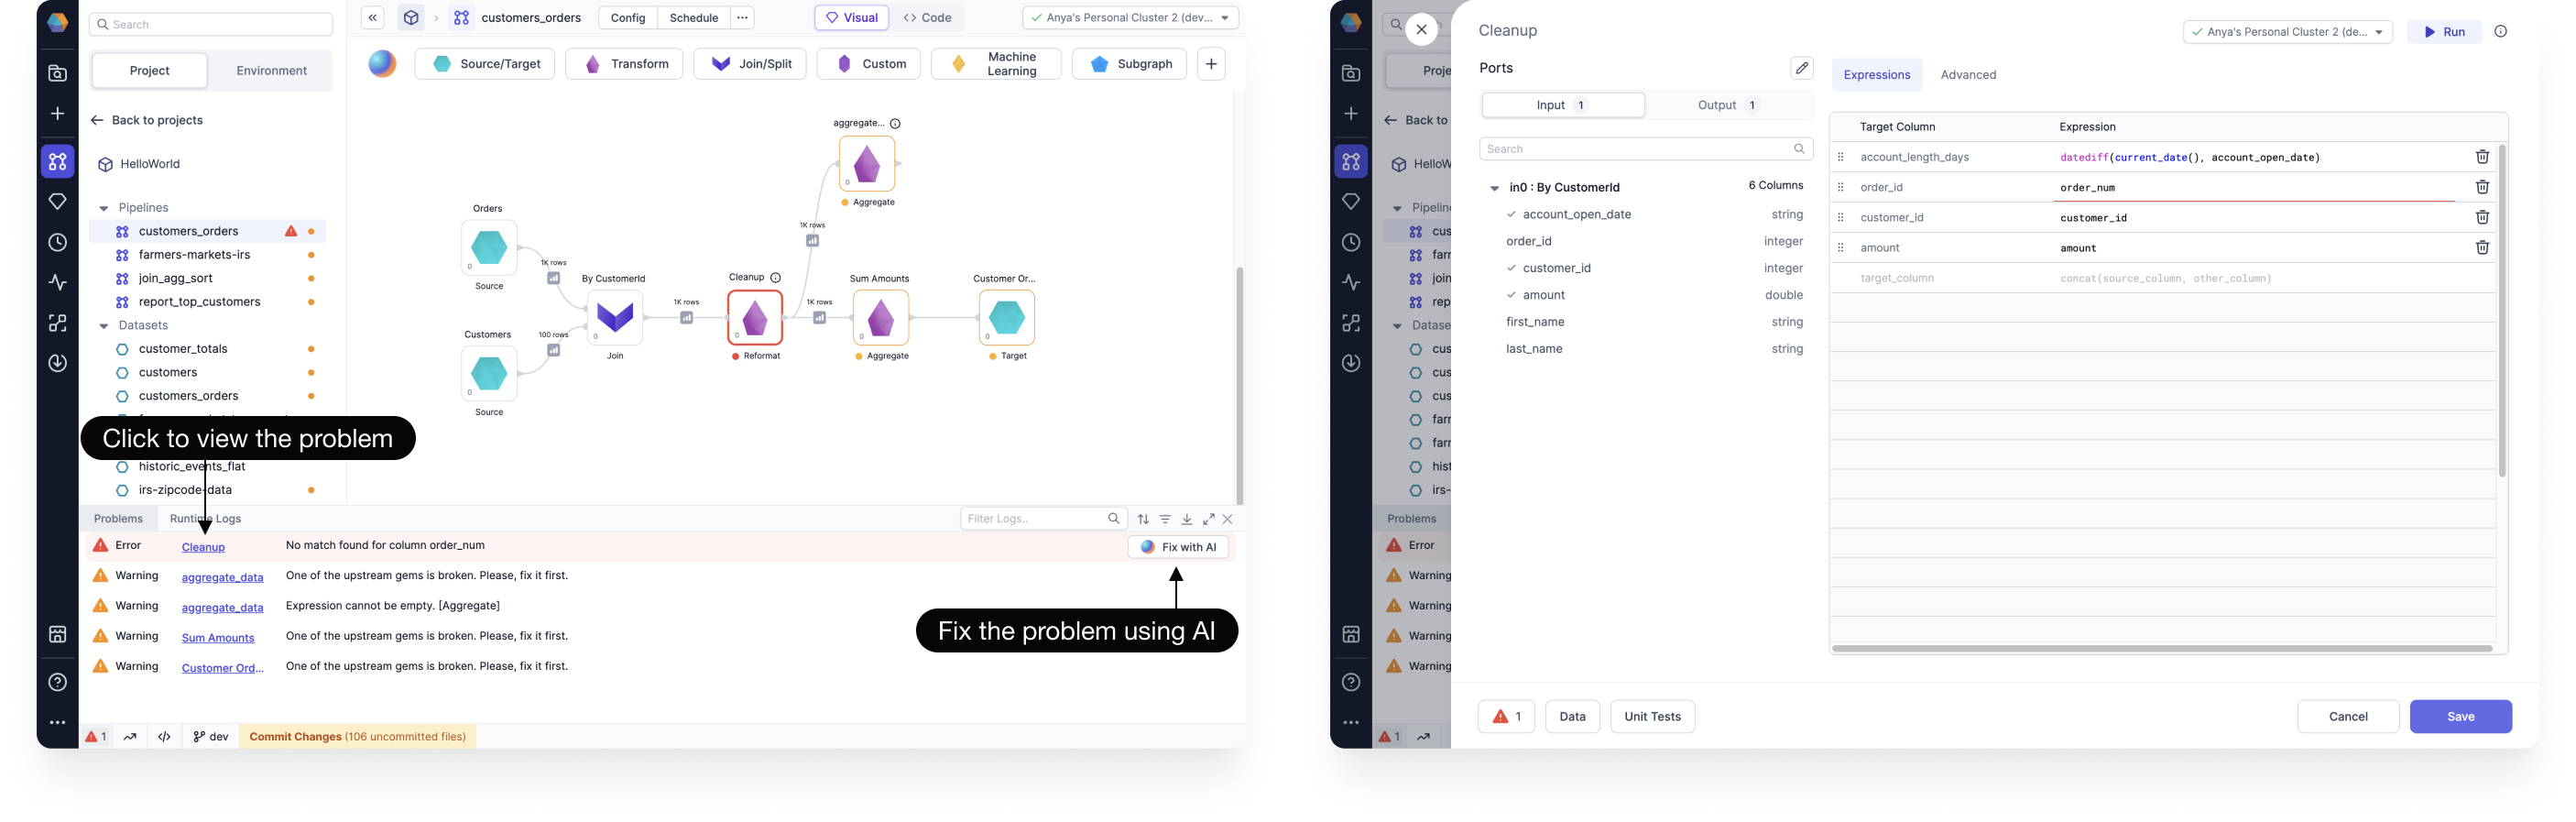 Search
customers_orders
Config
Schedule
...
Visual
Code
Anya's Personal Cluster 2 (dev...
Project
Environment
Source/Target
Transform
Join/Split
Custom
Machine
Learning
Subgraph
Back to projects
HelloWorld
Pipelines
customers_orders
farmers-markets-irs
join_agg_sort
report_top_customers
Datasets
customer_totals
customers
customers_orders
Click to view the problem
historic_events_flat
irs-zipcode-data
aggregate...
0
Aggregate
1K rows
Orders
0
Source
1K rows
Customers
0
Source
100 rows
By CustomerId
0
Join
1K rows
Cleanup
0
Reformat
1K rows
Sum Amounts
0
Aggregate
Customer Or...
0
Target
Problems
Runtime Logs
Filter Logs..
Error
Cleanup
No match found for column order_num
Fix with AI
Warning
aggregate_data
One of the upstream gems is broken. Please, fix it first.
Warning
aggregate_data
Expression cannot be empty. [Aggregate]
Fix the problem using AI
Warning
Sum Amounts
One of the upstream gems is broken. Please, fix it first.
Warning
Customer Ord...
One of the upstream gems is broken. Please, fix it first.
1
dev
Commit Changes (106 uncommitted files)
Proje
Back to
HelloW
Pipelin
cus
farr
join
rep
Datase
cus
cus
cus
farr
farr
hist
irs-
Problems
Error
Warning
Warning
Warning
Warning
1
Cleanup
Anya's Personal Cluster 2 (de...
Run
Ports
Input 1
Output 1
Search
in0 : By CustomerId
6 Columns
account_open_date
string
order_id
integer
customer_id
integer
amount
double
first_name
string
last_name
string
Expressions
Advanced
Target Column
Expression
account_length_days
datediff(current_date(), account_open_date)
order_id
order_num
customer_id
customer_id
amount
amount
target_column
concat(source_column, other_column)
1
Data
Unit Tests
Cancel
Save